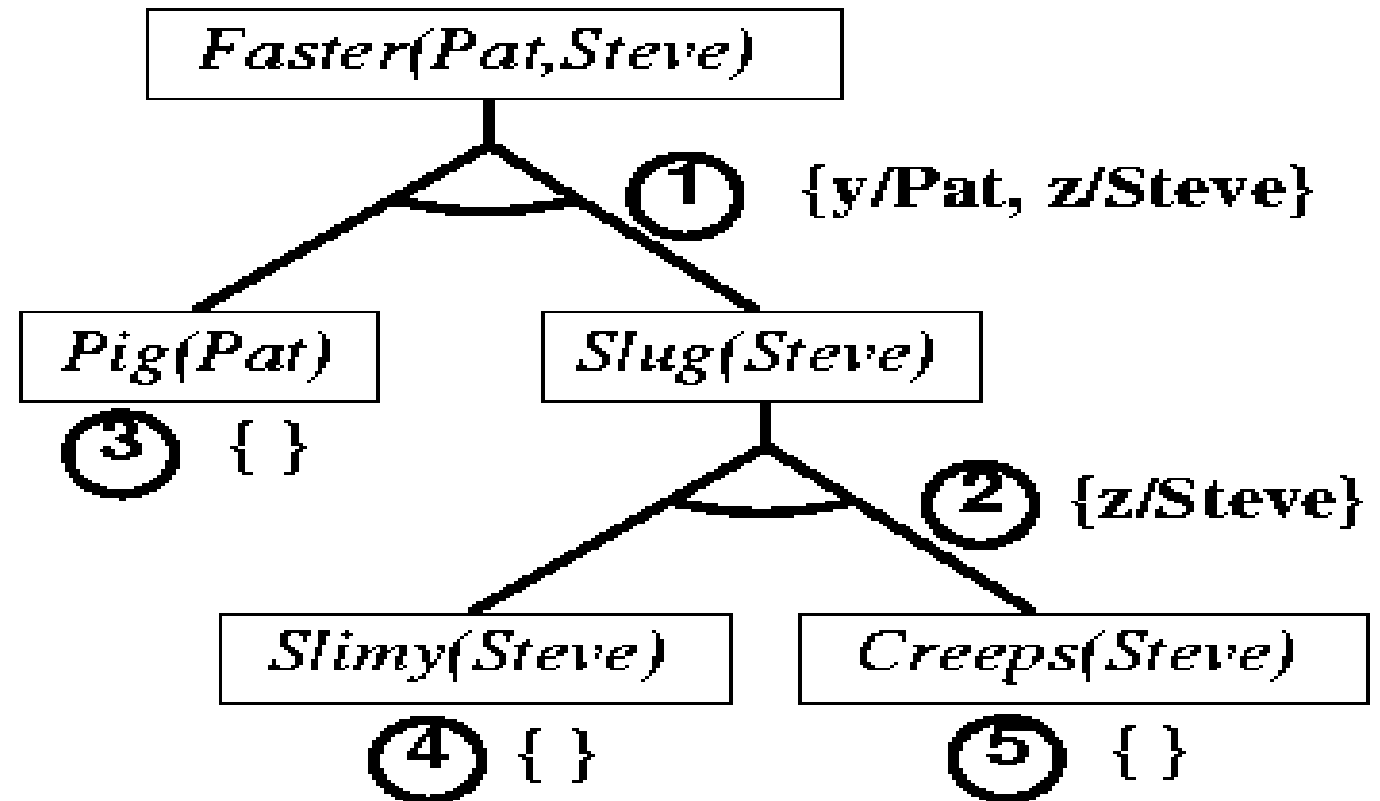 Faster(Pat,Steve)
1 {y/Pat, z/Steve}
Pig(Pat) Slug(Steve)
3 { }
2 {z/Steve}
Slimy(Steve) Creeps(Steve)
4 { } 5 { }